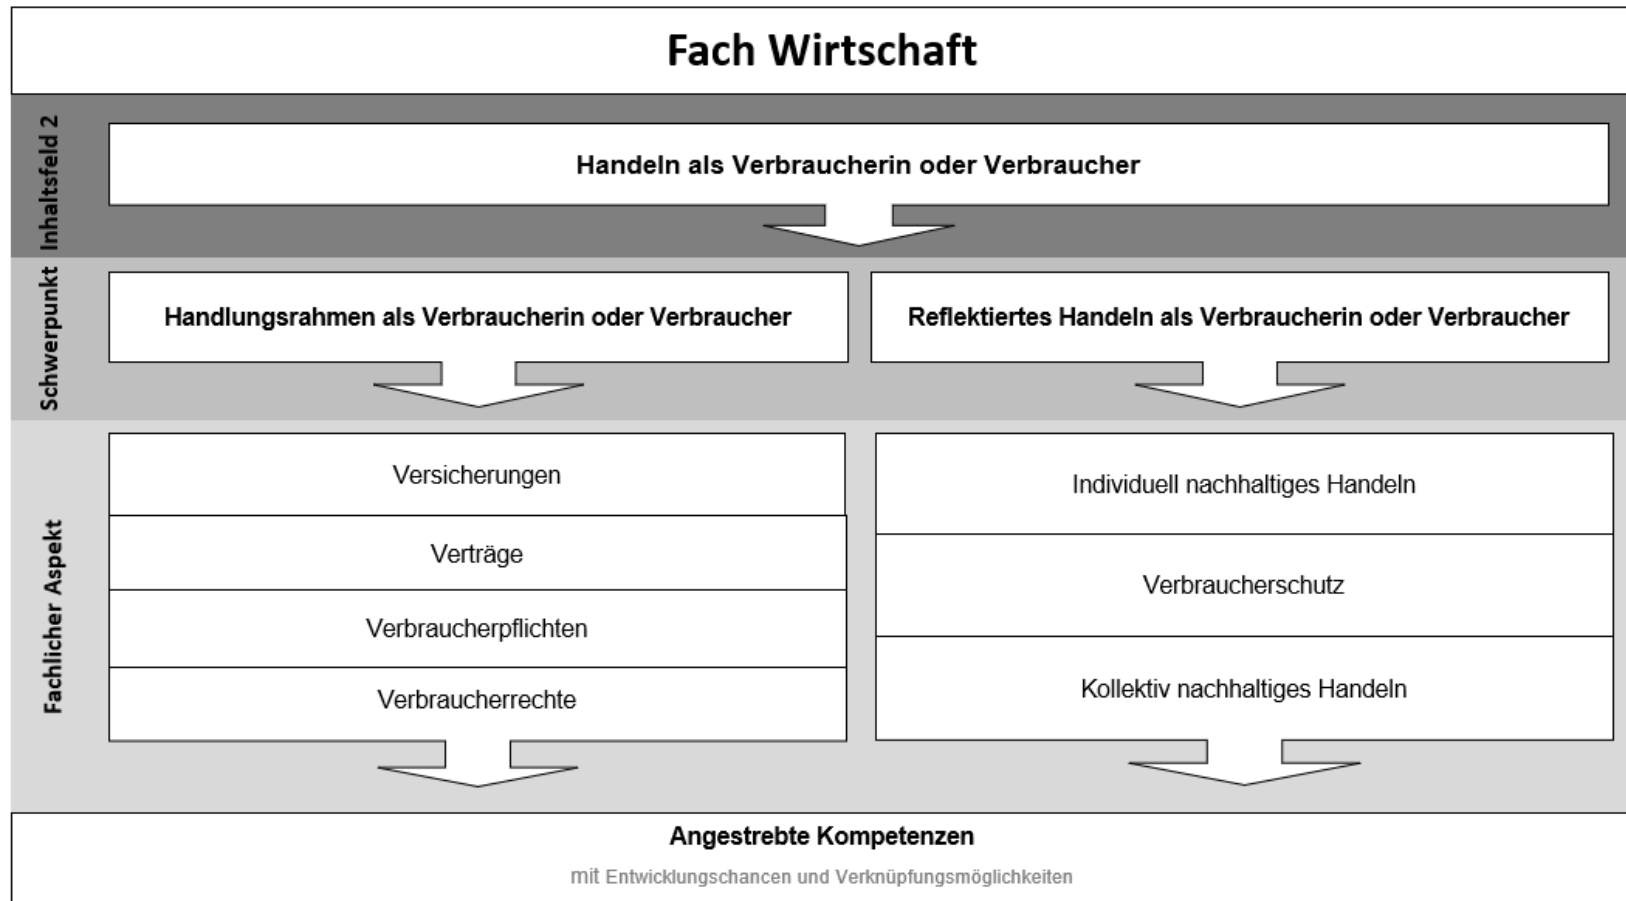 Fach Wirtschaft
Inhaltsfeld 2
Handeln als Verbraucherin oder Verbraucher
Schwerpunkt
Handlungsrahmen als Verbraucherin oder Verbraucher
Reflektiertes Handeln als Verbraucherin oder Verbraucher
Fachlicher Aspekt
Versicherungen
Verträge
Verbraucherpflichten
Verbraucherrechte
Individuell nachhaltiges Handeln
Verbraucherschutz
Kollektiv nachhaltiges Handeln
Angestrebte Kompetenzen
mit Entwicklungschancen und Verknüpfungsmöglichkeiten